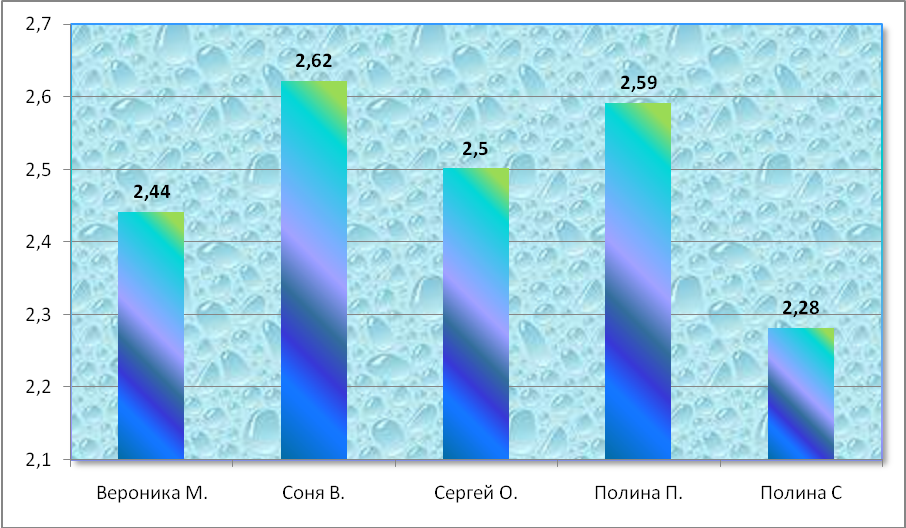 2,7
2,6
2,5
2,4
2,3
2,2
2,1
2,44
2,62
2,5
2,59
2,28
Вероника М.
Соня В.
Сергей О.
Полина П.
Полина С